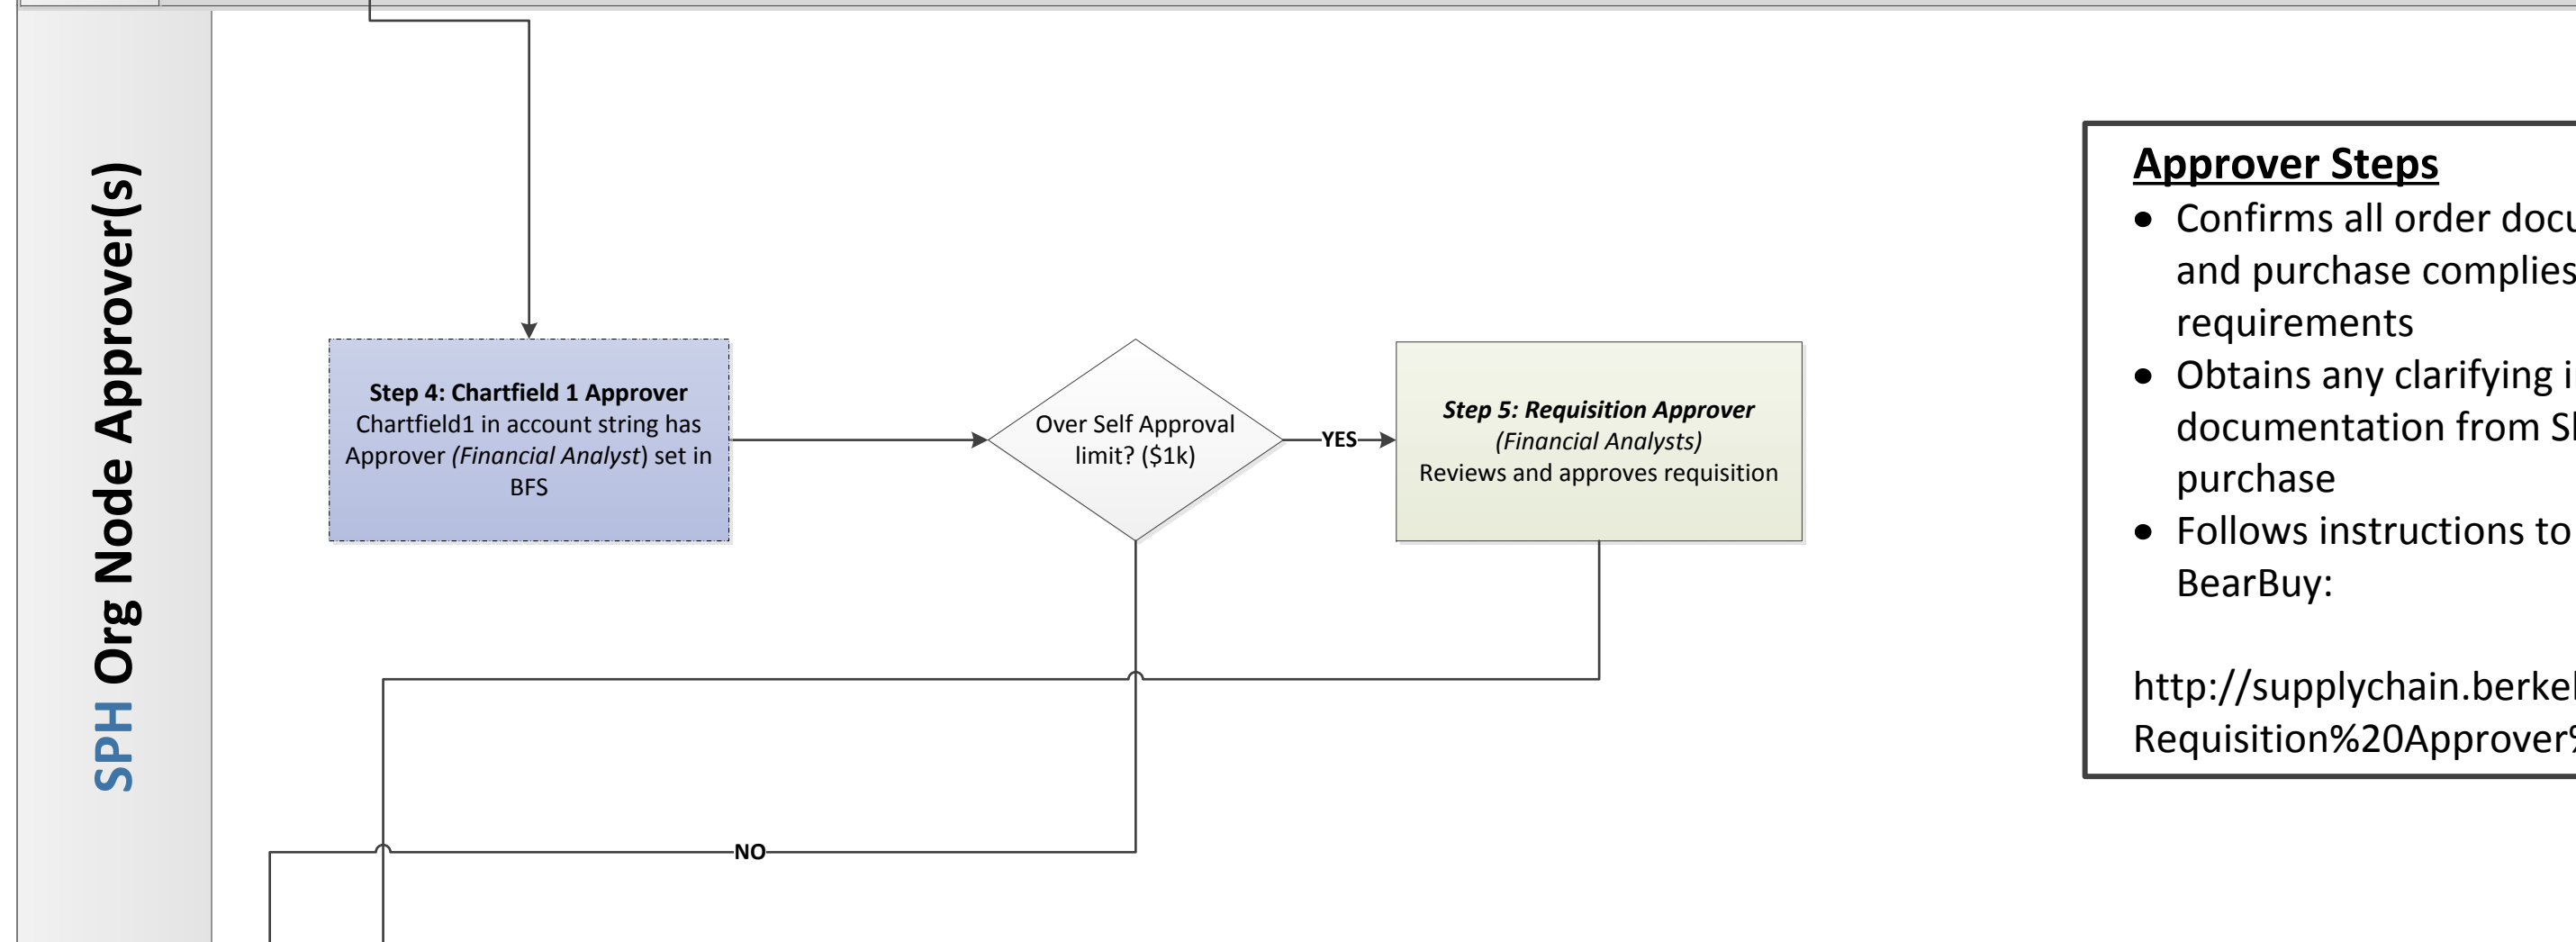 SPH Org Node Approver(s)
Step 4: Chartfield 1 Approver
Chartfield1 in account string has
Approver (Financial Analyst) set in
BFS
Over Self Approval
limit? ($1k)
YES
Step 5: Requisition Approver
(Financial Analysts)
Reviews and approves requisition
NO
Approver Steps
• Confirms all order
and purchase complies
requirements
• Obtains any clarifying
documentation from
purchase
• Follows instructions to
BearBuy:
http://supplychain.berkel
Requisition%20Approver%